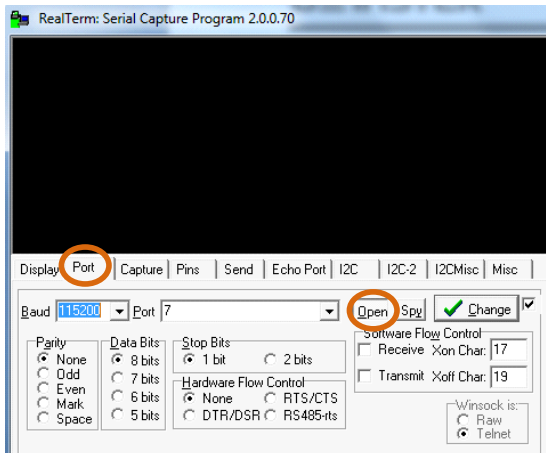 RealTerm: Serial Capture Program 2.0.0.70
Display Port Capture Pins Send Echo Port I2C I2C-2 I2CMisc Misc
Baud 115200 Port 7 Open Spy Change
Parity
None
Odd
Even
Mark
Space
Data Bits
8 bits
7 bits
6 bits
5 bits
Stop Bits
1 bit 2 bits
Hardware Flow Control
None RTS/CTS
DTR/DSR RS485-rts
Software Flow Control
Receive Xon Char: 17
Transmit Xoff Char: 19
Winsock is:
Raw
Telnet